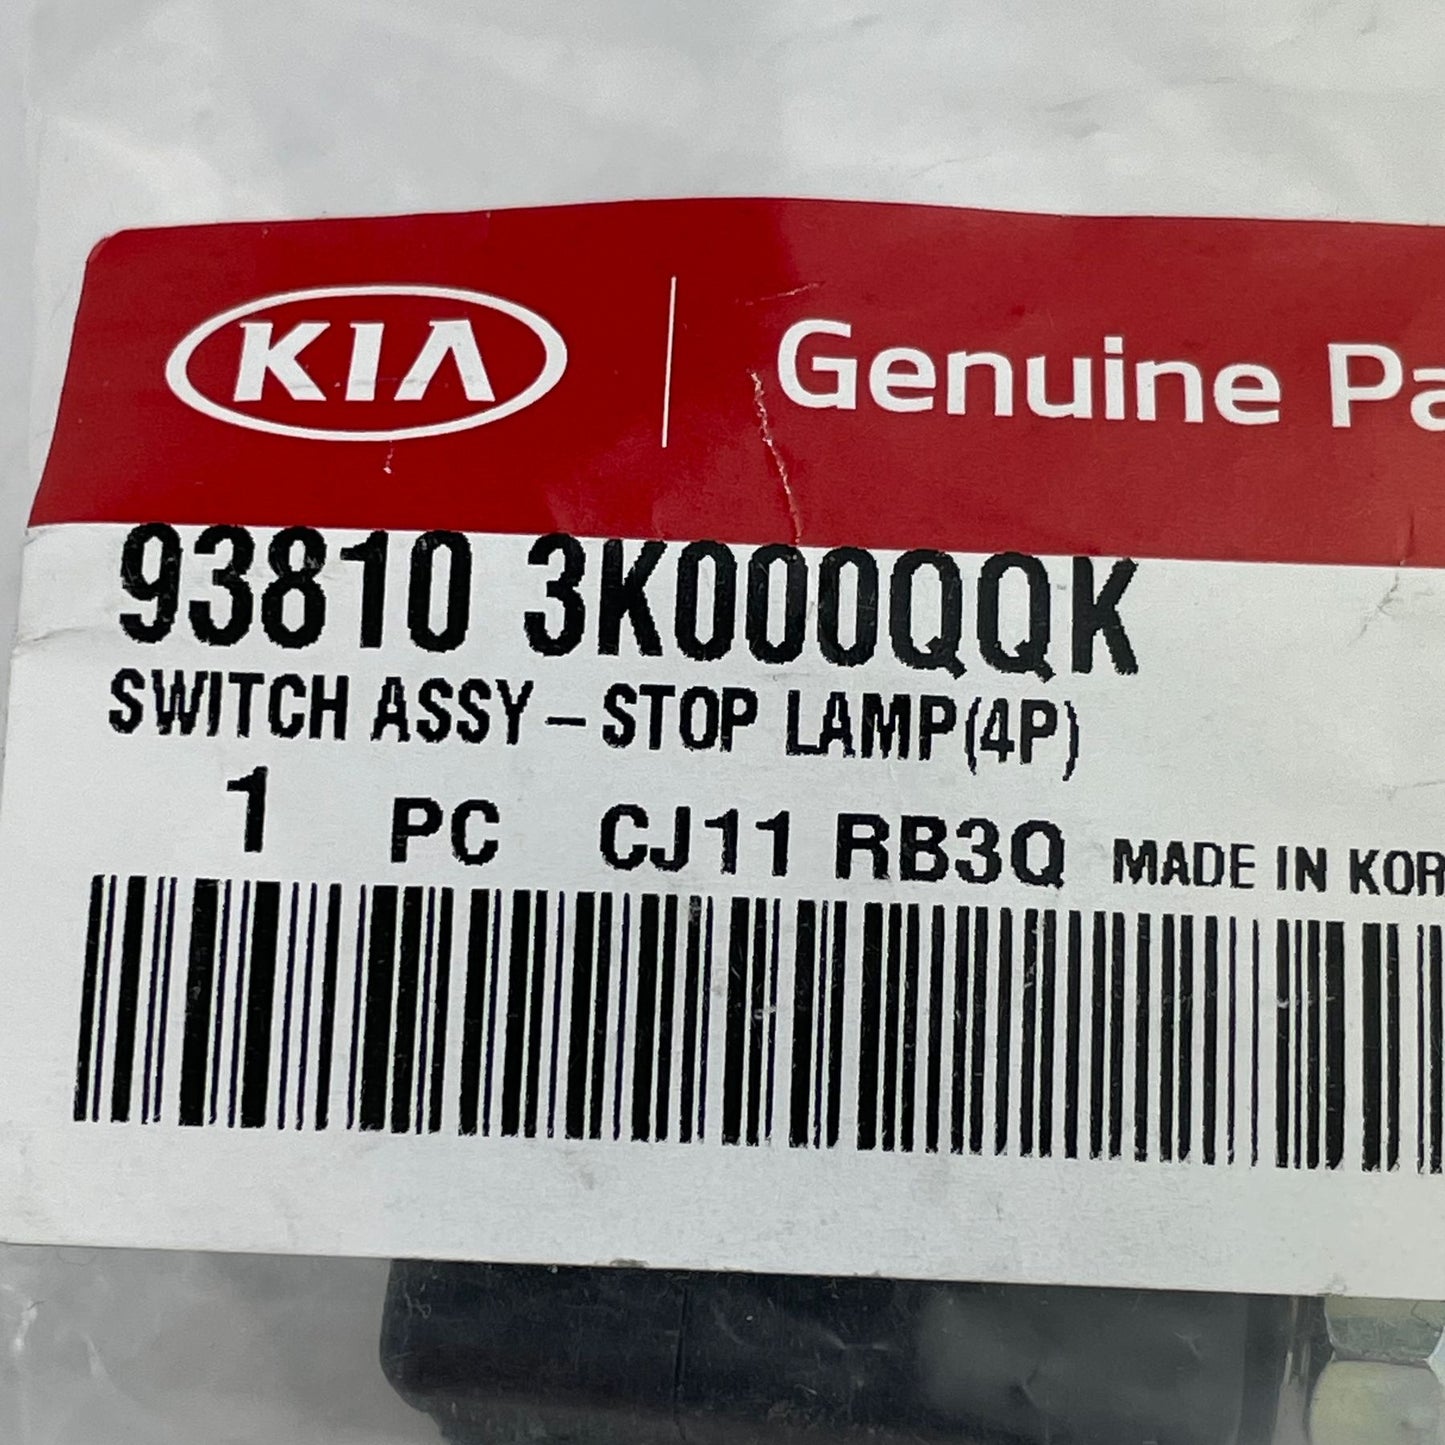 KIA Genuine Pa
93810 3K000QQK
SWITCH ASSY-STOP LAMP(4P)
1 PC CJ11 RB3Q MADE IN KOR